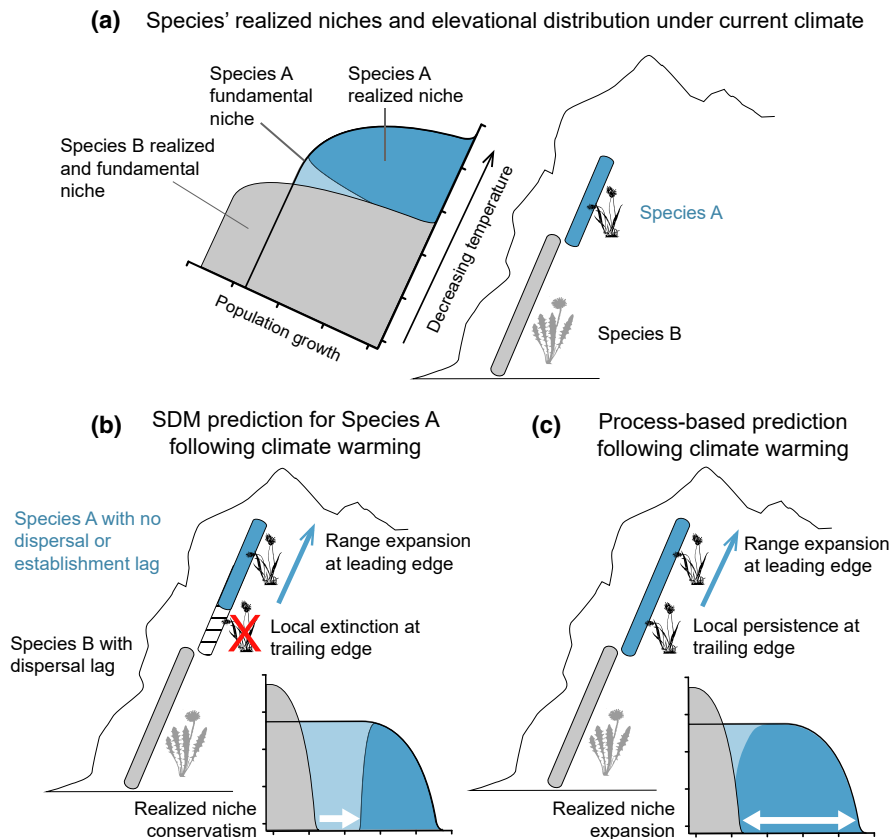 (a) Species’ realized niches and elevational distribution under current climate
Species A
fundamental
niche
Species A
realized niche
Species B realized
and fundamental
niche
Decreasing temperature
Population growth
Species A
Species B
(b) SDM prediction for Species A
following climate warming
Species A with no
dispersal or
establishment lag
Range expansion
at leading edge
Local extinction at
trailing edge
Species B with
dispersal lag
Realized niche
conservatism
(c) Process-based prediction
following climate warming
Range expansion
at leading edge
Local persistence at
trailing edge
Realized niche
expansion